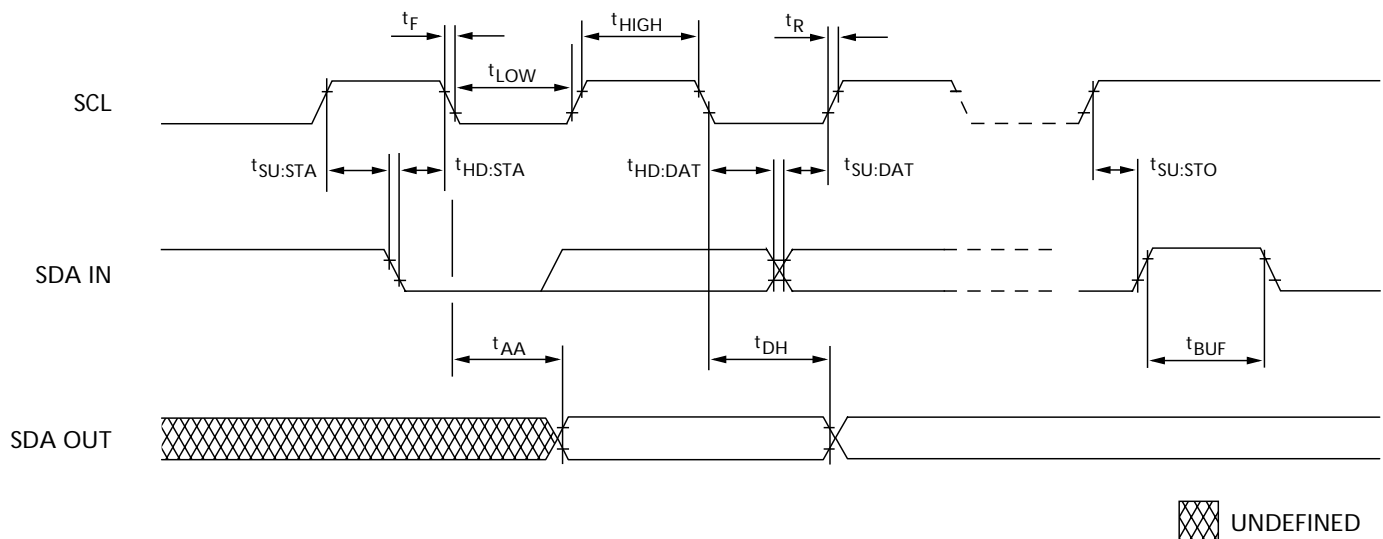 tF
tHIGH
tR
tLOW
SCL
tSU:STA
tHD:STA
tHD:DAT
tSU:DAT
tSU:STO
SDA IN
tAA
tDH
tBUF
SDA OUT
UNDEFINED